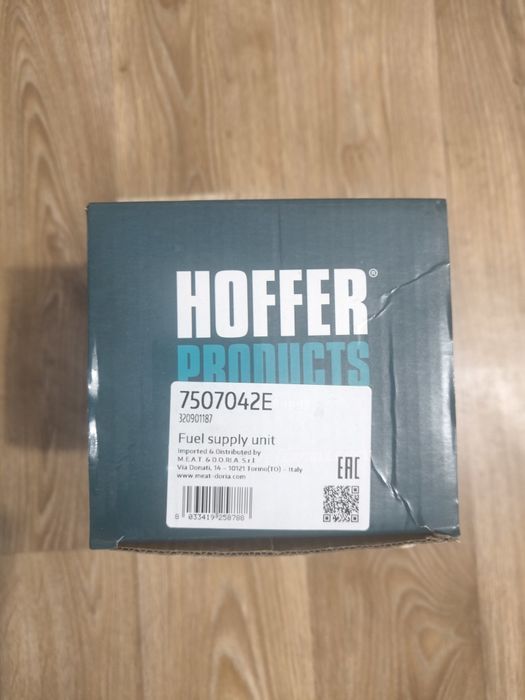 HOFFER®
PRODUCTS
7507042E
320901187
Fuel supply unit
Imported & Distributed by
M.E.A.T. & D.O.R.I.A. S.r.l.
Via Donati, 14 - 10121 Torino(TO) - Italy
www.meat-doria.com
EAC
8 033419 258788